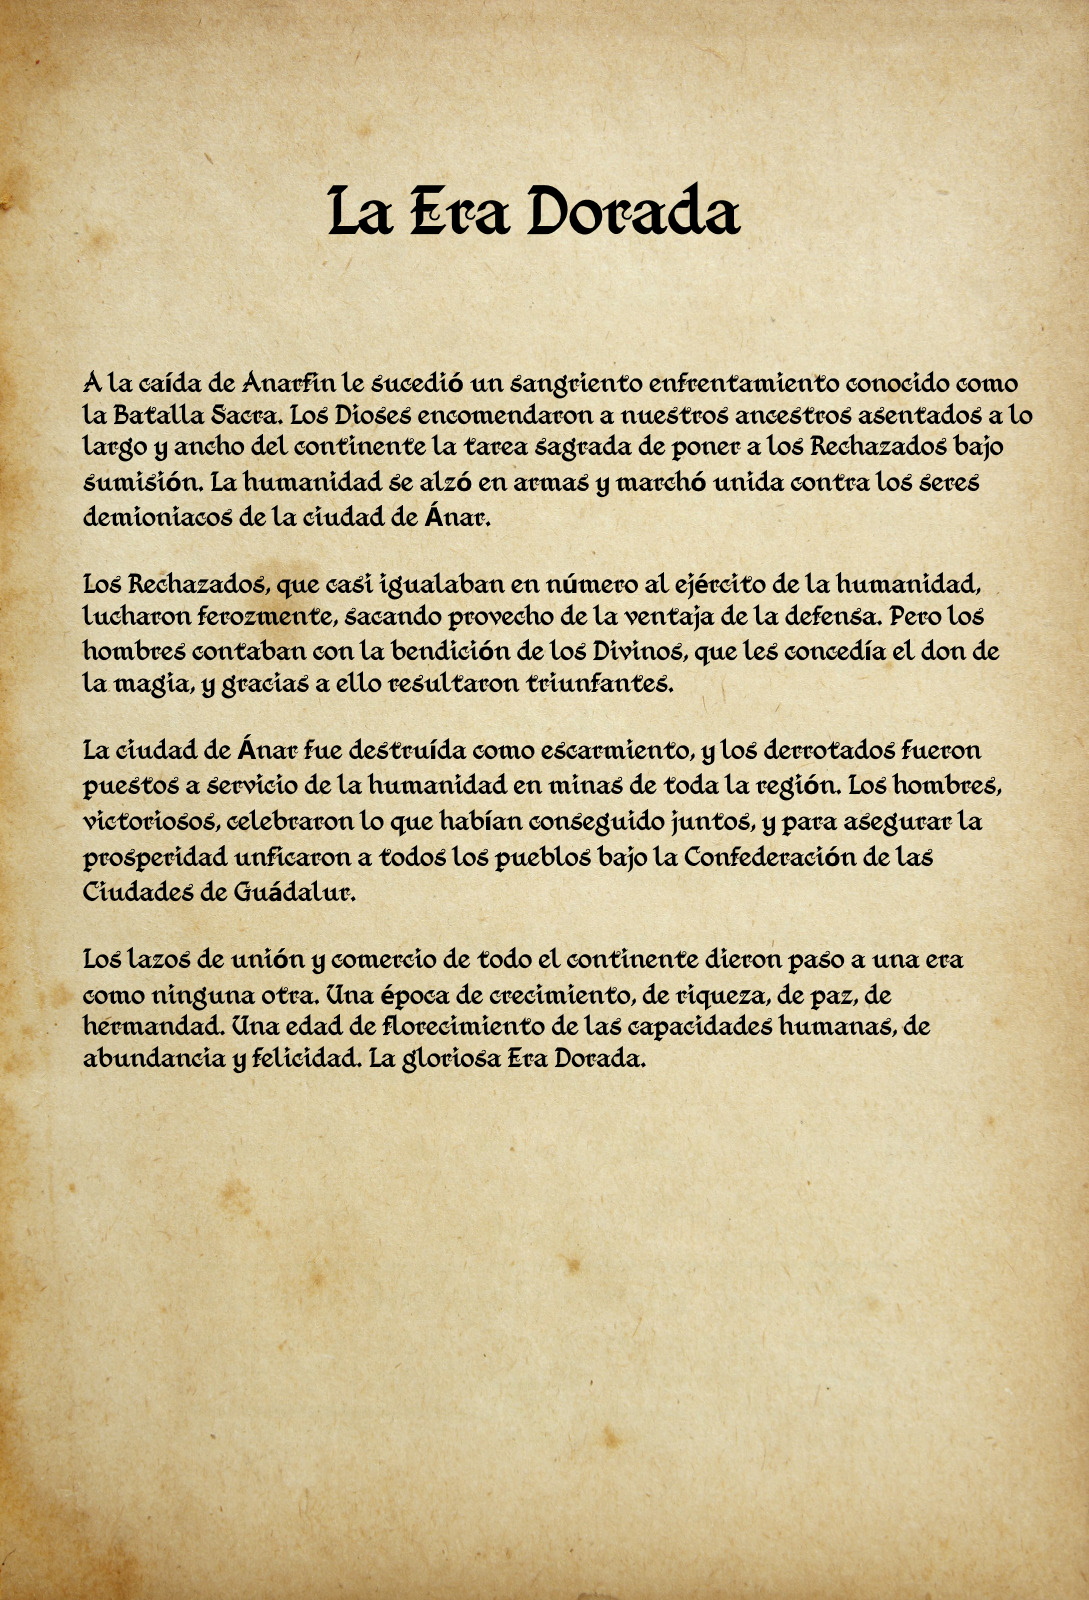 La Era Dorada
A la caída de Anarfin le sucedió un sangriento enfrentamiento conocido como
la Batalla Sacra. Los Dioses encomendaron a nuestros ancestros asentados a lo
largo y ancho del continente la tarea sagrada de poner a los Rechazados bajo
sumisión. La humanidad se alzó en armas y marchó unida contra los seres
demioniacos de la ciudad de Ánar.
Los Rechazados, que casi igualaban en número al ejército de la humanidad,
lucharon ferozmente, sacando provecho de la ventaja de la defensa. Pero los
hombres contaban con la bendición de los Divinos, que les concedía el don de
la magia, y gracias a ello resultaron triunfantes.
La ciudad de Ánar fue destruída como escarmiento, y los derrotados fueron
puestos a servicio de la humanidad en minas de toda la región. Los hombres,
victoriosos, celebraron lo que habían conseguido juntos, y para asegurar la
prosperidad unficaron a todos los pueblos bajo la Confederación de las
Ciudades de Guádalur.
Los lazos de unión y comercio de todo el continente dieron paso a una era
como ninguna otra. Una época de crecimiento, de riqueza, de paz, de
hermandad. Una edad de florecimiento de las capacidades humanas, de
abundancia y felicidad. La gloriosa Era Dorada.